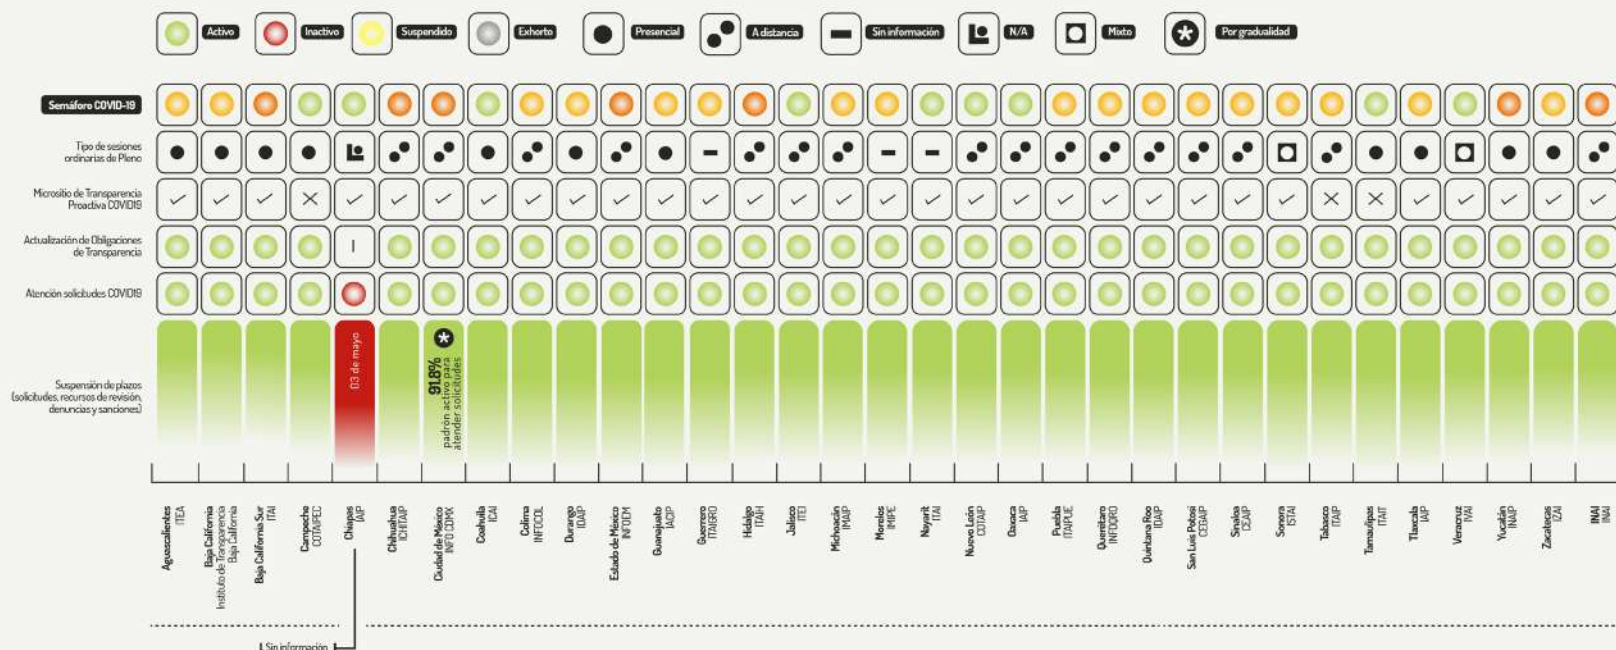 Activo
Inactivo
Suspendido
Exhorto
Presencial
A distancia
Sin información
N/A
Mixto
Por gradualidad
Semáforo COVID-19
Tipo de sesiones
ordinarias de Pleno
Micrositio de Transparencia
Proactiva COVID19
Actualización de Obligaciones
de Transparencia
Atención solicitudes COVID19
Suspensión de plazos
(solicitudes, recursos de revisión,
denuncias y sanciones)
03 de mayo
91.8%
padrón activo para
atender solicitudes
Aguascalientes
ITEA
Baja California
Instituto de Transparencia
Baja California
Baja California Sur
ITAI
Campeche
COTAIPEC
Chiapas
IAIP
Chihuahua
ICHITAIP
Ciudad de México
INFO CDMX
Coahuila
ICAI
Colima
INFOCOL
Durango
IDAIP
Estado de México
INFOEM
Guanajuato
IACIP
Guerrero
ITAIGRO
Hidalgo
ITAIH
Jalisco
ITEI
Michoacán
IMAIP
Morelos
IMIPE
Nayarit
ITAI
Nuevo León
COTAIP
Oaxaca
IAIP
Puebla
ITAIPUE
Querétaro
INFOQRO
Quintana Roo
IDAIP
San Luis Potosí
CEGAIP
Sinaloa
CEAIP
Sonora
ISTAI
Tabasco
ITAIP
Tamaulipas
ITAIT
Tlaxcala
IAIP
Veracruz
IVAI
Yucatán
INAIP
Zacatecas
IZAI
INAI
INAI
Sin información